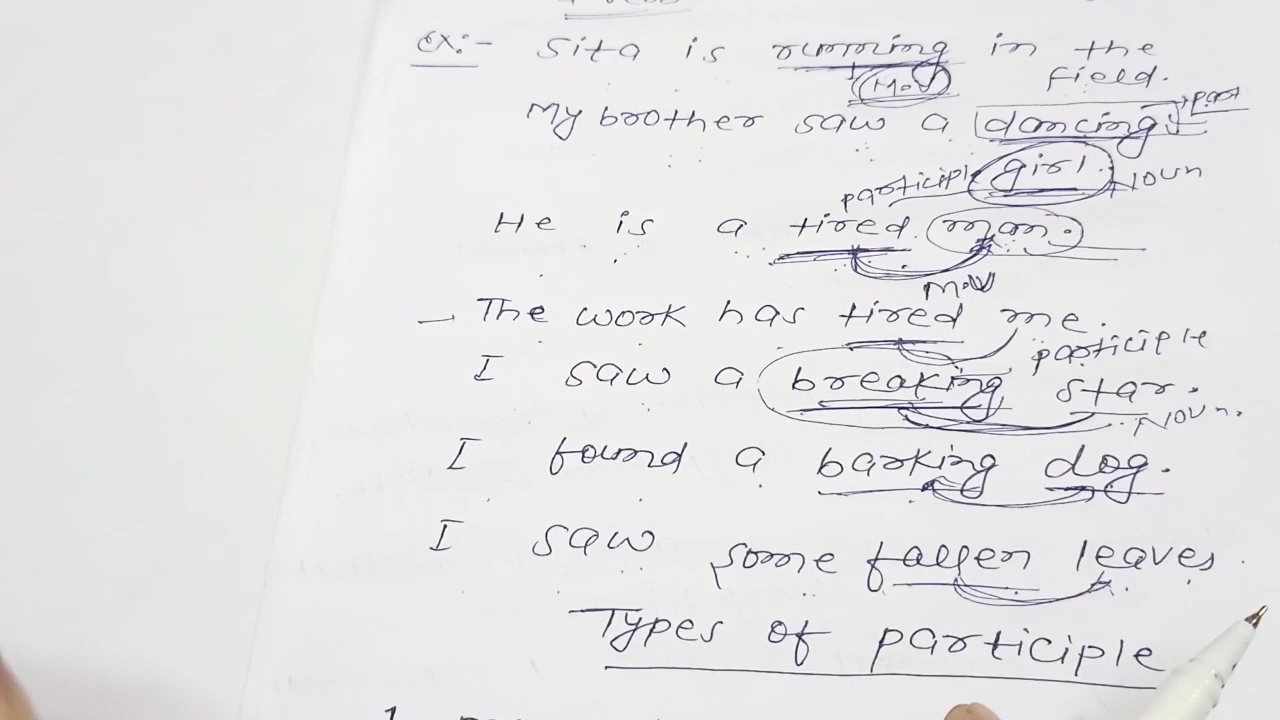 Ex:- Sita is running in the
field.
M.V
My brother saw a dancing
part
girl.
Noun
participle
He is a tired man.
M.V
The work has tired me.
participle
I saw a breaking star.
Noun.
I found a barking dog.
I saw some fallen leaves.
Types of participle